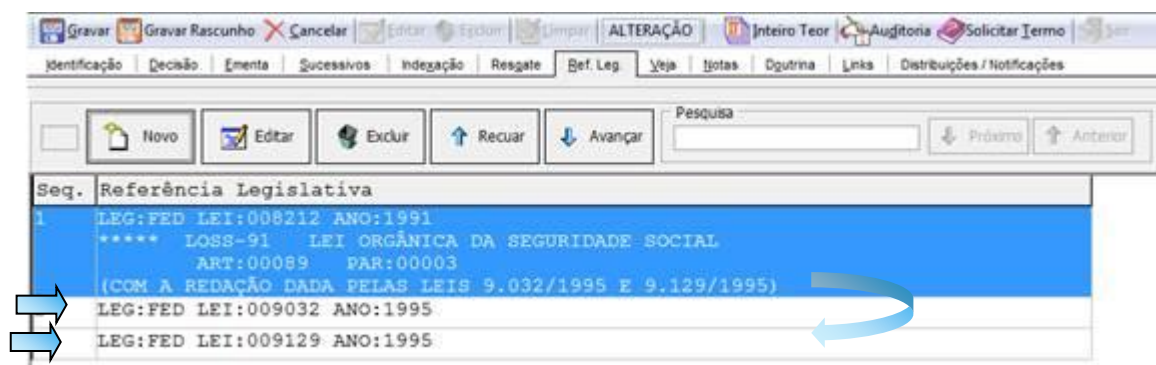 Gravar Gravar Rascunho Cancelar Editar Excluir Limpar ALTERAÇÃO Inteiro Teor Auditoria Solicitar Termo Sair
Identificação Decisão Ementa Sucessivos Indexação Resgate Ref. Leg. Veja Notas Doutrina Links Distribuições / Notificações
Pesquisa
Novo Editar Excluir Recuar Avançar Próximo Anterior
Seq. Referência Legislativa
1 LEG:FED LEI:008212 ANO:1991
***** LOSS-91 LEI ORGÂNICA DA SEGURIDADE SOCIAL
ART:00089 PAR:00003
(COM A REDAÇÃO DADA PELAS LEIS 9.032/1995 E 9.129/1995)
LEG:FED LEI:009032 ANO:1995
LEG:FED LEI:009129 ANO:1995